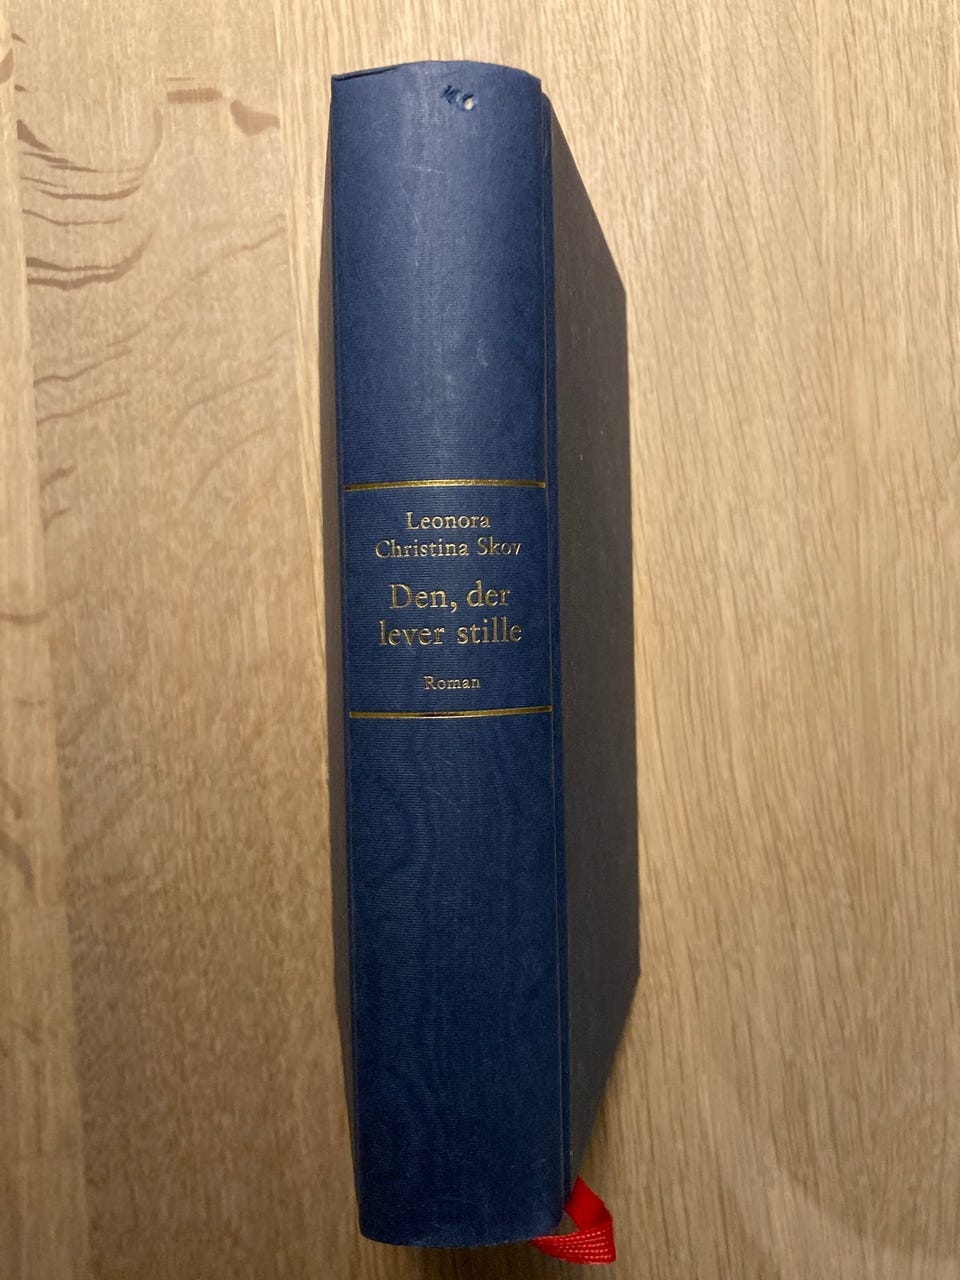 Leonora
Christina Skov
Den, der
lever stille
Roman